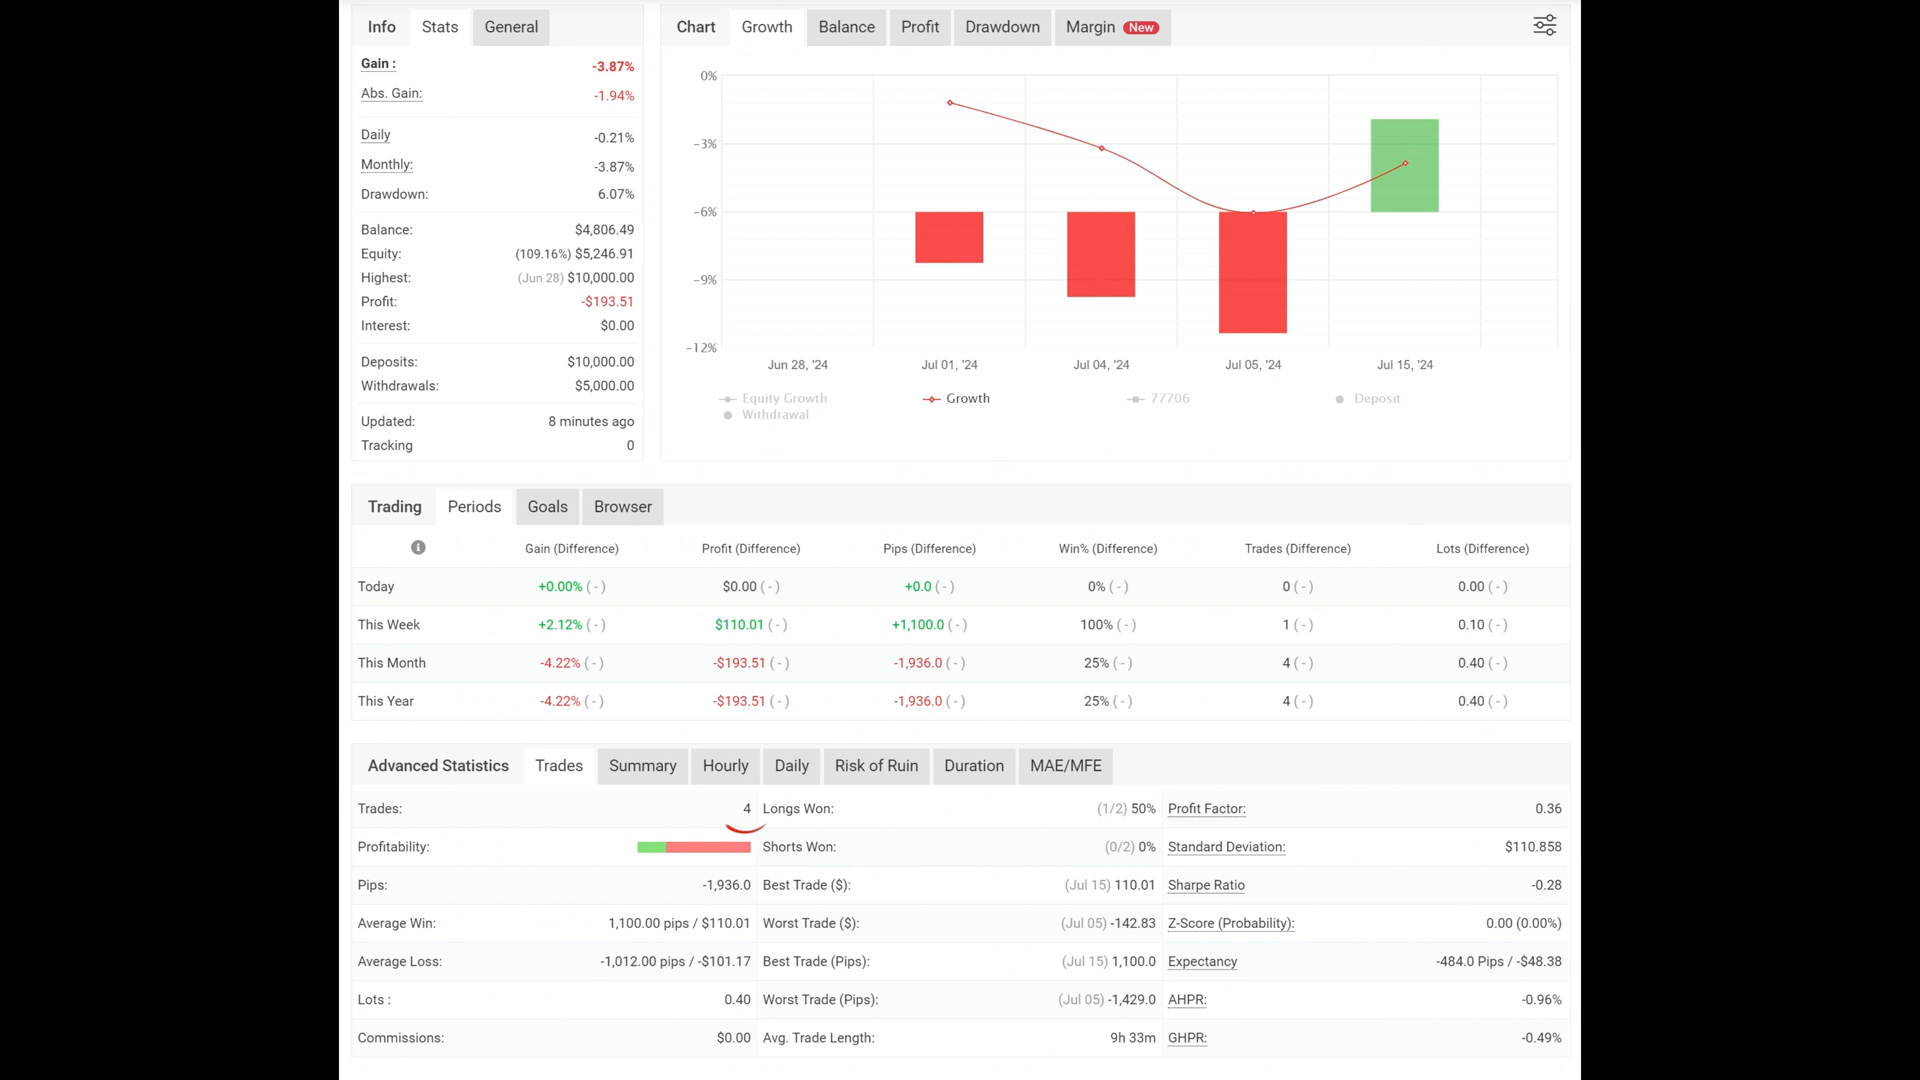 Info Stats General
Gain : -3.87%
Abs. Gain: -1.94%
Daily -0.21%
Monthly: -3.87%
Drawdown: 6.07%
Balance: $4,806.49
Equity: (109.16%) $5,246.91
Highest: (Jun 28) $10,000.00
Profit: -$193.51
Interest: $0.00
Deposits: $10,000.00
Withdrawals: $5,000.00
Updated: 8 minutes ago
Tracking 0
Chart Growth Balance Profit Drawdown Margin New
0%
-3%
-6%
-9%
-12%
Jun 28, '24 Jul 01, '24 Jul 04, '24 Jul 05, '24 Jul 15, '24
Equity Growth Growth 77706 Deposit
Withdrawal
Trading Periods Goals Browser
Gain (Difference) Profit (Difference) Pips (Difference) Win% (Difference) Trades (Difference) Lots (Difference)
Today +0.00% ( - ) $0.00 ( - ) +0.0 ( - ) 0% ( - ) 0 ( - ) 0.00 ( - )
This Week +2.12% ( - ) $110.01 ( - ) +1,100.0 ( - ) 100% ( - ) 1 ( - ) 0.10 ( - )
This Month -4.22% ( - ) -$193.51 ( - ) -1,936.0 ( - ) 25% ( - ) 4 ( - ) 0.40 ( - )
This Year -4.22% ( - ) -$193.51 ( - ) -1,936.0 ( - ) 25% ( - ) 4 ( - ) 0.40 ( - )
Advanced Statistics Trades Summary Hourly Daily Risk of Ruin Duration MAE/MFE
Trades: 4 Longs Won: (1/2) 50% Profit Factor: 0.36
Profitability: Shorts Won: (0/2) 0% Standard Deviation: $110.858
Pips: -1,936.0 Best Trade ($): (Jul 15) 110.01 Sharpe Ratio -0.28
Average Win: 1,100.00 pips / $110.01 Worst Trade ($): (Jul 05) -142.83 Z-Score (Probability): 0.00 (0.00%)
Average Loss: -1,012.00 pips / -$101.17 Best Trade (Pips): (Jul 15) 1,100.0 Expectancy -484.0 Pips / -$48.38
Lots : 0.40 Worst Trade (Pips): (Jul 05) -1,429.0 AHPR: -0.96%
Commissions: $0.00 Avg. Trade Length: 9h 33m GHPR: -0.49%